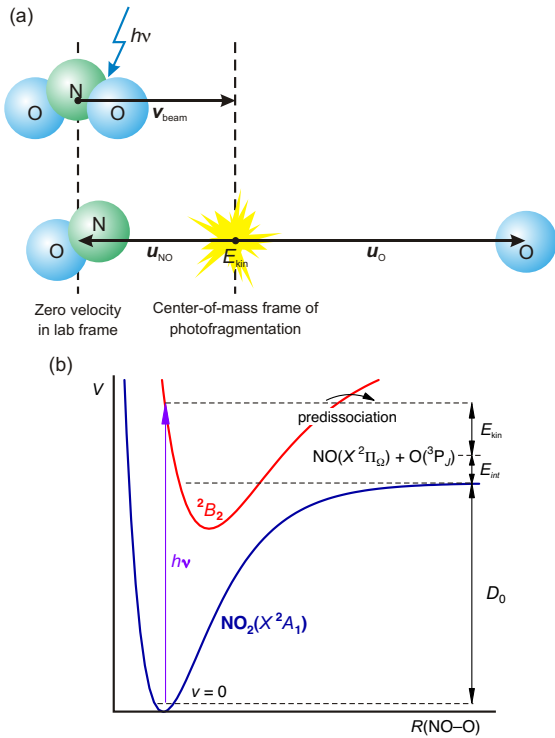 (a)
hν
N
O
O
v_beam
N
O
u_NO
E_kin
u_O
O
Zero velocity
in lab frame
Center-of-mass frame of
photofragmentation
(b)
V
predissociation
E_kin
NO(X ²Π_Ω) + O(³P_J)
E_int
²B₂
hν
D₀
NO₂(X ²A₁)
v = 0
R(NO–O)